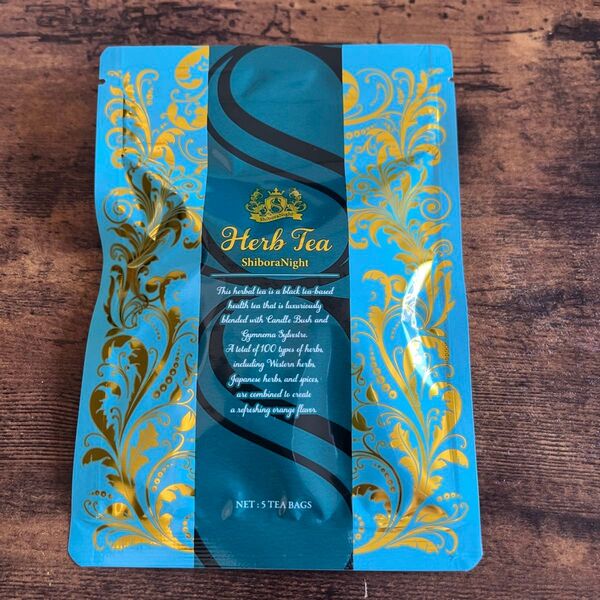 Herb Tea
ShiboraNight
This herbal tea is a black tea-based
health tea that is luxuriously
blended with Candle Bush and
Gymnema Sylvestre.
A total of 100 types of herbs,
including Western herbs,
Japanese herbs, and spices,
are combined to create
a refreshing orange flavor.
NET : 5 TEA BAGS